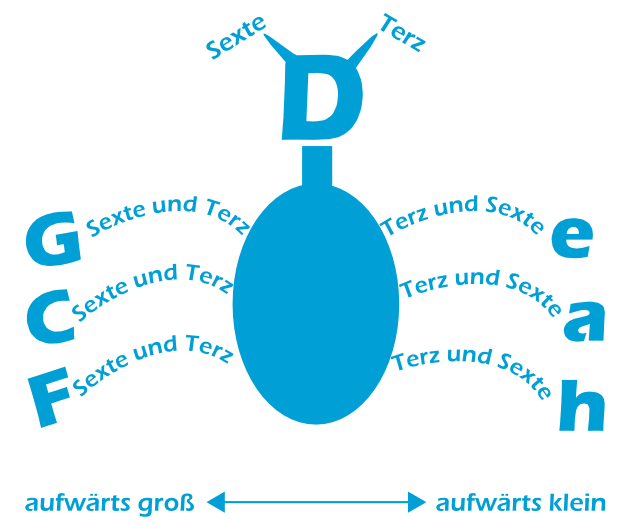 Sexte
Terz
D
G Sexte und Terz
Terz und Sexte e
C Sexte und Terz
Terz und Sexte a
F Sexte und Terz
Terz und Sexte h
aufwärts groß
aufwärts klein